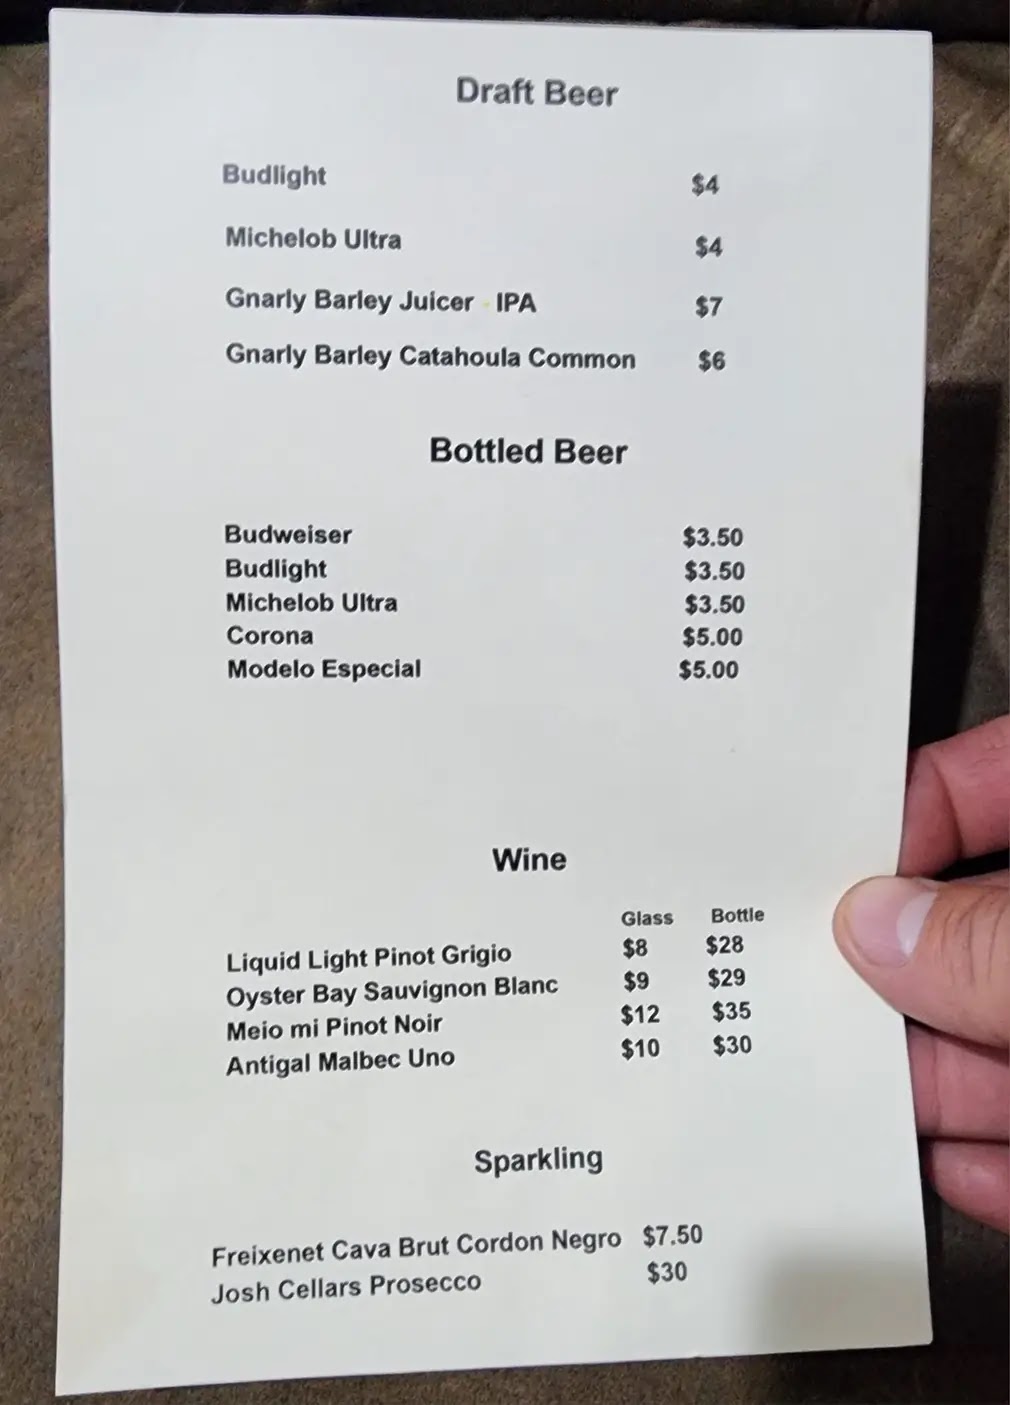 Draft Beer
Budlight $4
Michelob Ultra $4
Gnarly Barley Juicer - IPA $7
Gnarly Barley Catahoula Common $6
Bottled Beer
Budweiser $3.50
Budlight $3.50
Michelob Ultra $3.50
Corona $5.00
Modelo Especial $5.00
Wine
Glass Bottle
Liquid Light Pinot Grigio $8 $28
Oyster Bay Sauvignon Blanc $9 $29
Meio mi Pinot Noir $12 $35
Antigal Malbec Uno $10 $30
Sparkling
Freixenet Cava Brut Cordon Negro $7.50
Josh Cellars Prosecco $30